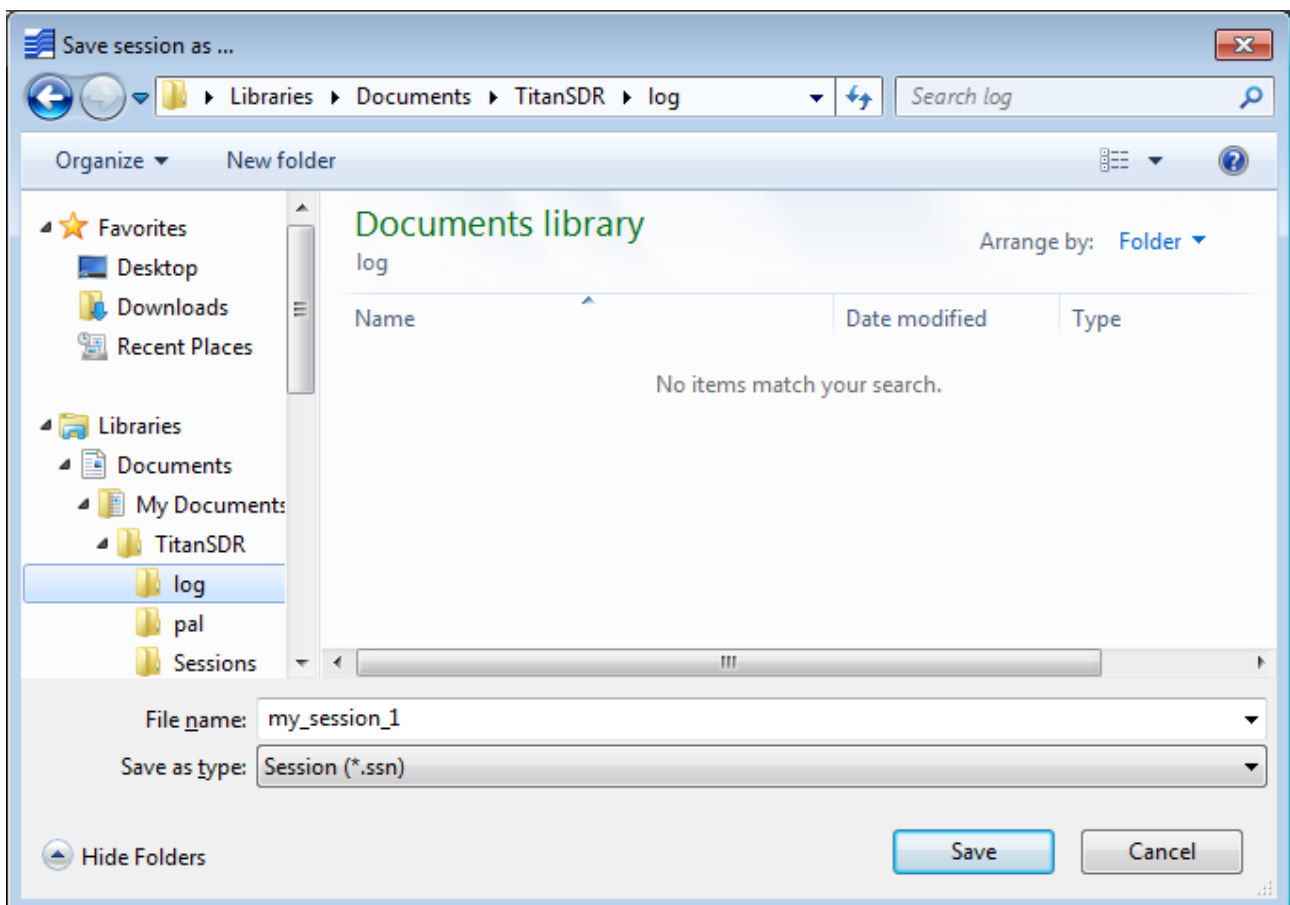 Save session as ...
Libraries Documents TitanSDR log Search log
Organize New folder
Favorites
Desktop
Downloads
Recent Places
Libraries
Documents
My Documents
TitanSDR
log
pal
Sessions
Documents library
log
Arrange by: Folder
Name Date modified Type
No items match your search.
File name: my_session_1
Save as type: Session (*.ssn)
Hide Folders Save Cancel